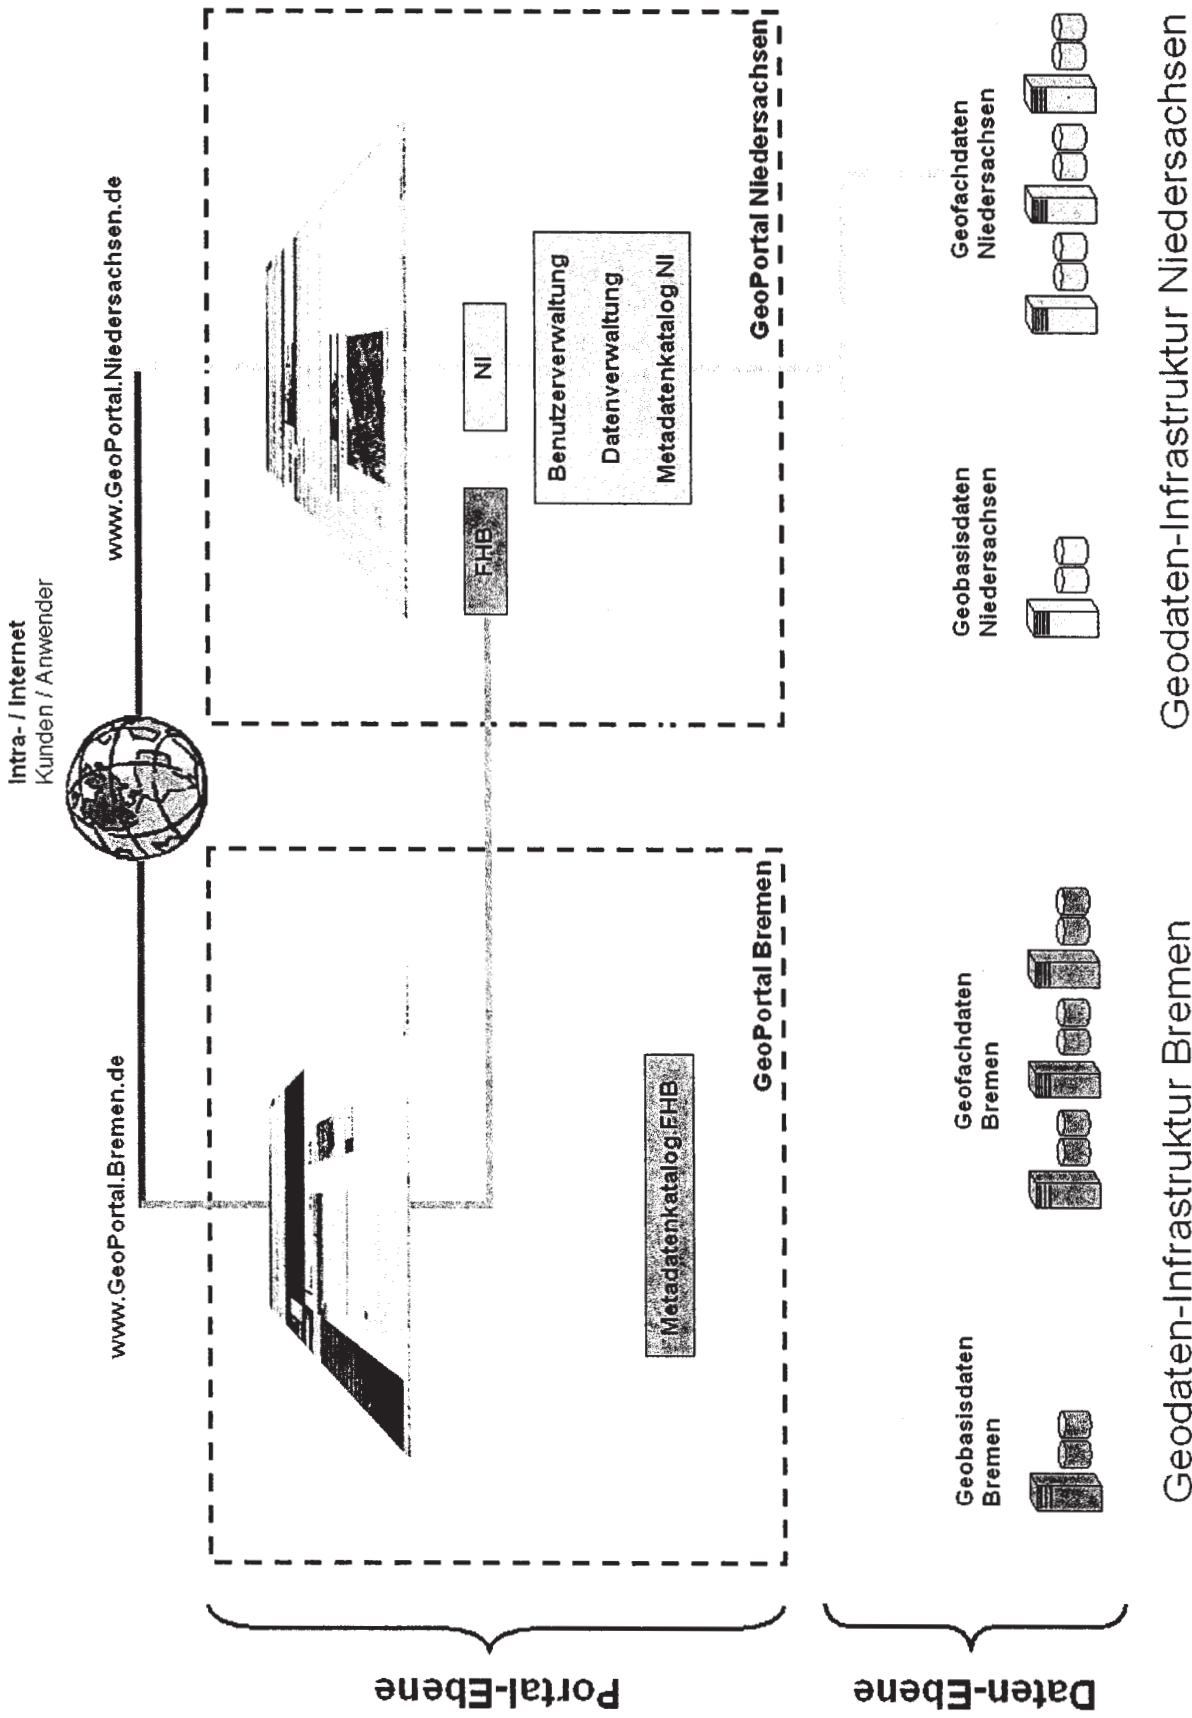 Intra- / Internet
Kunden / Anwender
www.GeoPortal.Bremen.de
www.GeoPortal.Niedersachsen.de
Portal-Ebene
Metadatenkatalog FHB
GeoPortal Bremen
FHB
NI
Benutzerverwaltung
Datenverwaltung
Metadatenkatalog NI
GeoPortal Niedersachsen
Daten-Ebene
Geobasisdaten
Bremen
Geofachdaten
Bremen
Geobasisdaten
Niedersachsen
Geofachdaten
Niedersachsen
Geodaten-Infrastruktur Bremen
Geodaten-Infrastruktur Niedersachsen